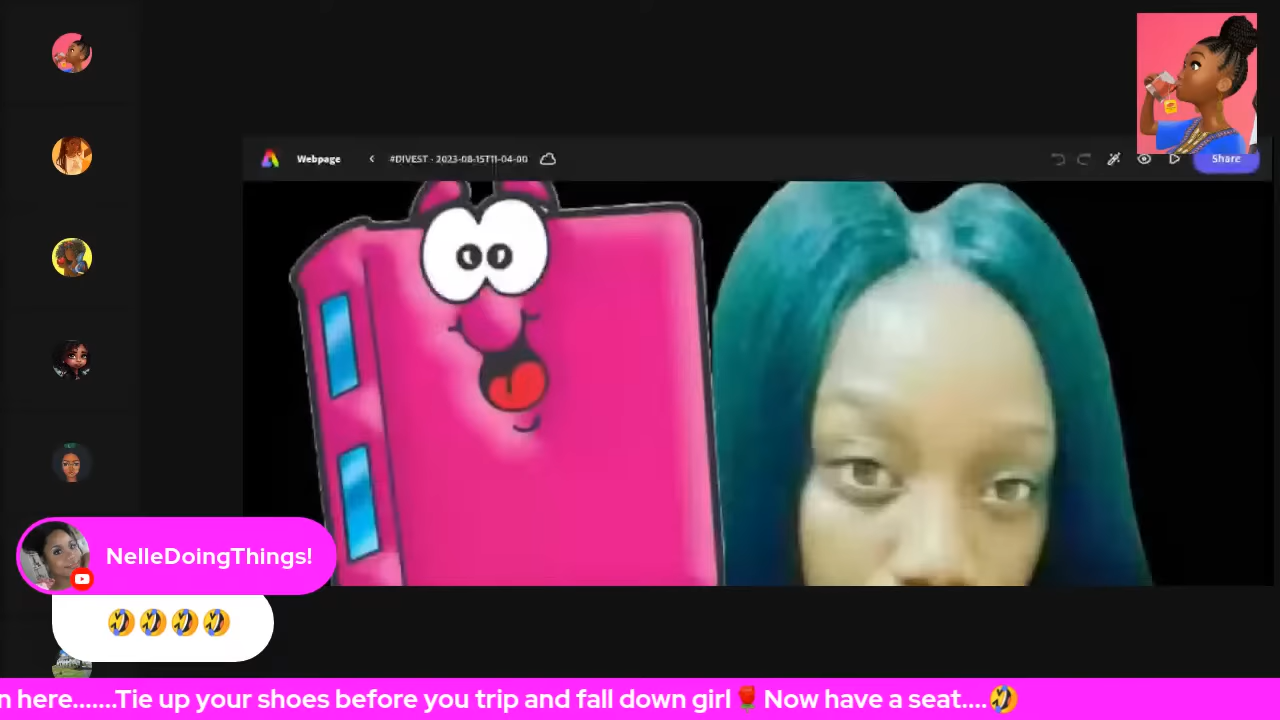 Webpage
#DIVEST - 2023-08-15T11-04-00
Share
NelleDoingThings!
🤣🤣🤣🤣
n here.......Tie up your shoes before you trip and fall down girl🌹Now have a seat....🤣